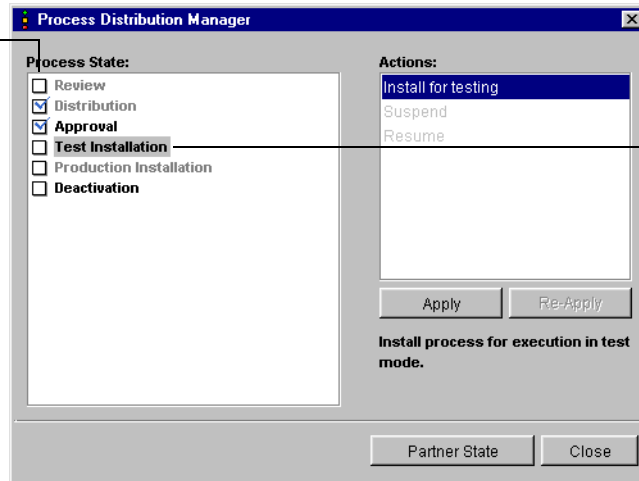 Process Distribution Manager
Process State:
Review
Distribution
Approval
Test Installation
Production Installation
Deactivation
Actions:
Install for testing
Suspend
Resume
Apply
Re-Apply
Install process for execution in test
mode.
Partner State
Close